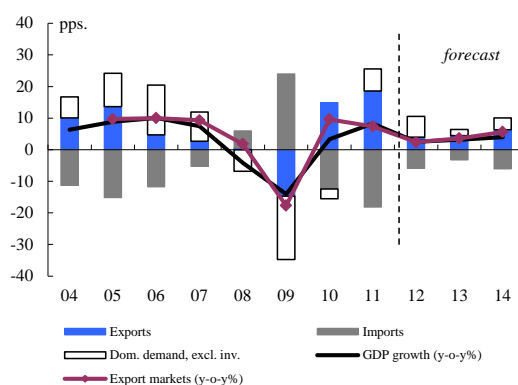 pps.
forecast
40
30
20
10
0
-10
-20
-30
-40
04 05 06 07 08 09 10 11 12 13 14
Exports Imports
Dom. demand, excl. inv. GDP growth (y-o-y%)
Export markets (y-o-y%)